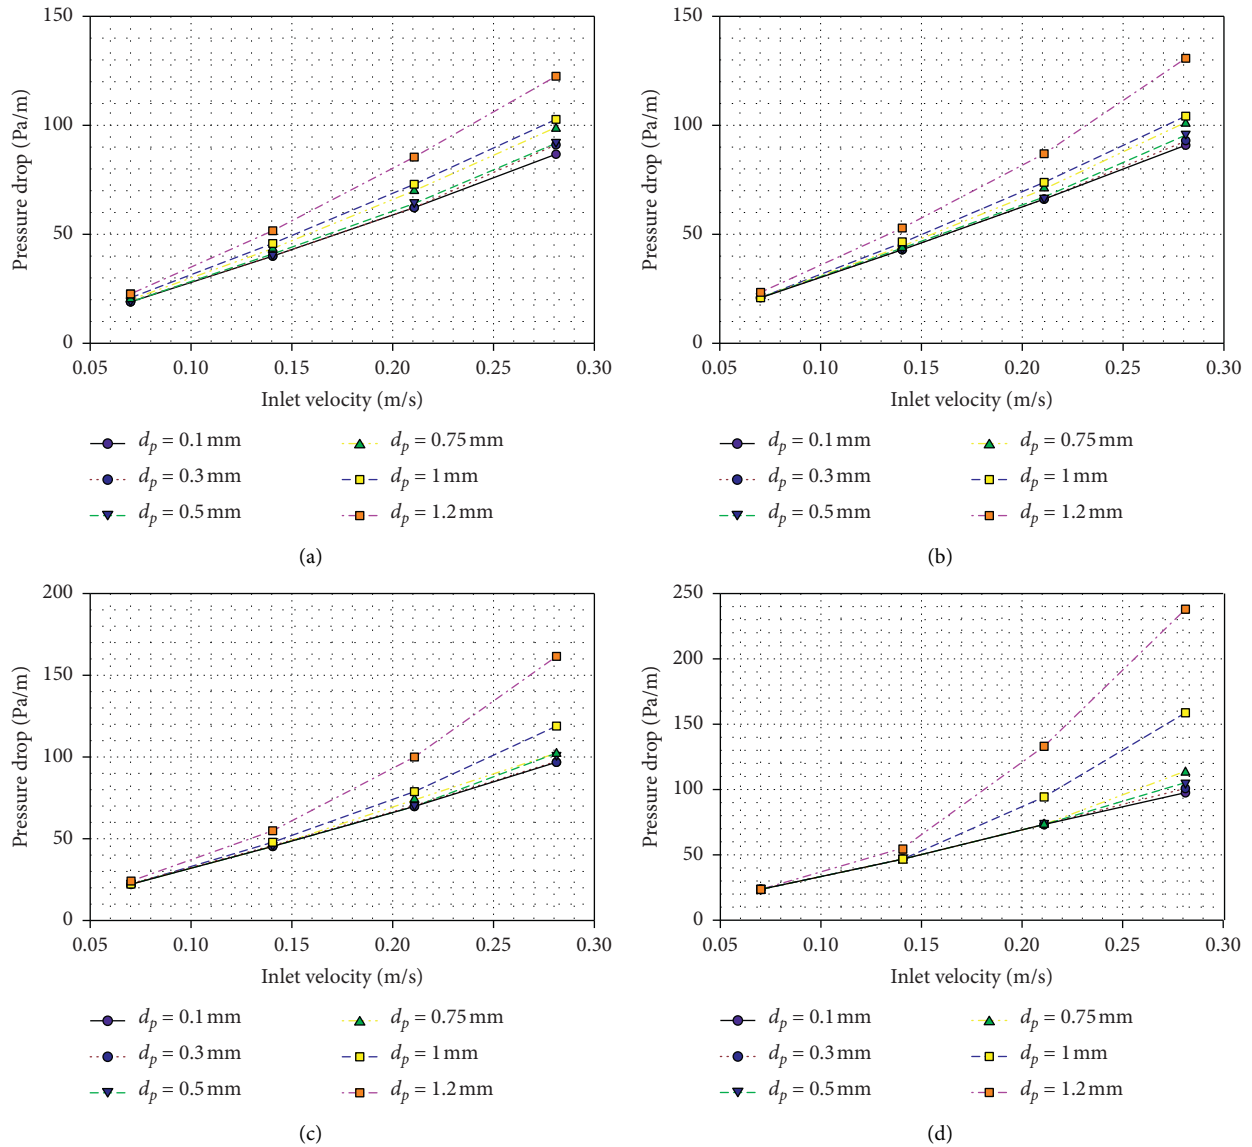 150
100
50
0
0.05 0.10 0.15 0.20 0.25 0.30
Pressure drop (Pa/m)
Inlet velocity (m/s)
d_p = 0.1 mm
d_p = 0.3 mm
d_p = 0.5 mm
d_p = 0.75 mm
d_p = 1 mm
d_p = 1.2 mm
(a)
150
100
50
0
0.05 0.10 0.15 0.20 0.25 0.30
Pressure drop (Pa/m)
Inlet velocity (m/s)
d_p = 0.1 mm
d_p = 0.3 mm
d_p = 0.5 mm
d_p = 0.75 mm
d_p = 1 mm
d_p = 1.2 mm
(b)
200
150
100
50
0
0.05 0.10 0.15 0.20 0.25 0.30
Pressure drop (Pa/m)
Inlet velocity (m/s)
d_p = 0.1 mm
d_p = 0.3 mm
d_p = 0.5 mm
d_p = 0.75 mm
d_p = 1 mm
d_p = 1.2 mm
(c)
250
200
150
100
50
0
0.05 0.10 0.15 0.20 0.25 0.30
Pressure drop (Pa/m)
Inlet velocity (m/s)
d_p = 0.1 mm
d_p = 0.3 mm
d_p = 0.5 mm
d_p = 0.75 mm
d_p = 1 mm
d_p = 1.2 mm
(d)